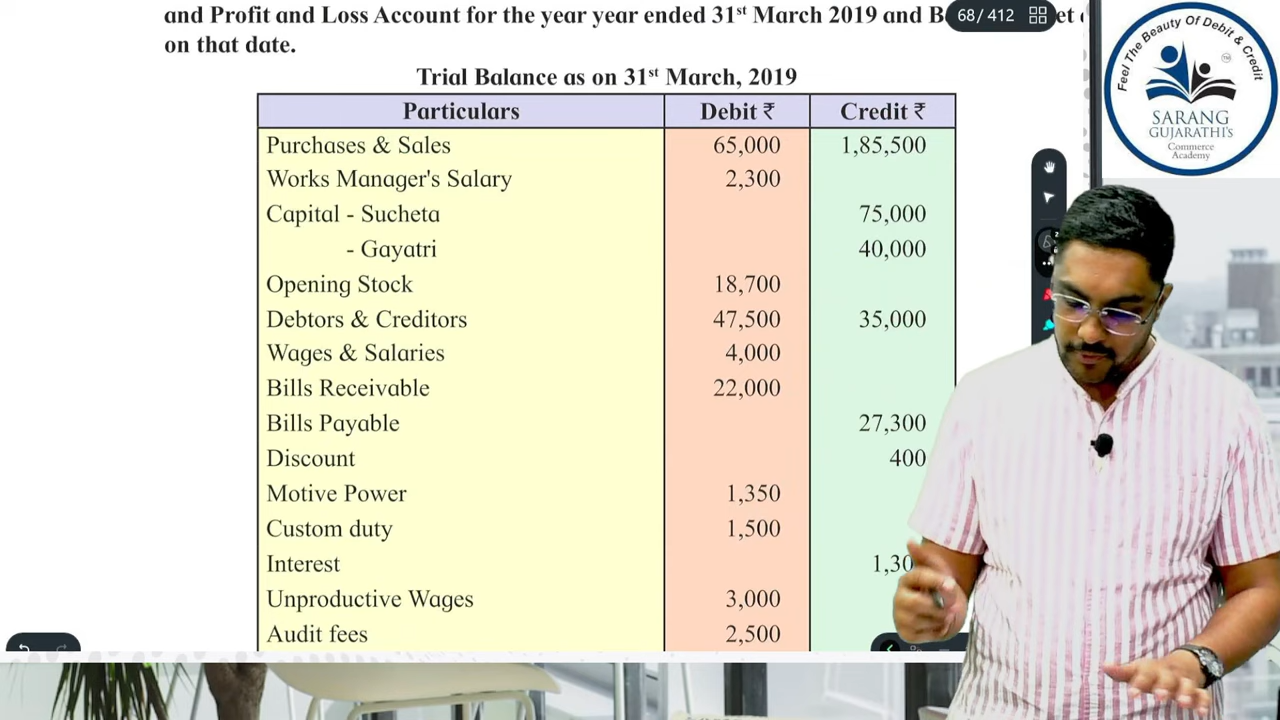 and Profit and Loss Account for the year year ended 31st March 2019 and
68/412
on that date.
Trial Balance as on 31st March, 2019
Particulars Debit ₹ Credit ₹
Purchases & Sales 65,000 1,85,500
Works Manager's Salary 2,300
Capital - Sucheta 75,000
- Gayatri 40,000
Opening Stock 18,700
Debtors & Creditors 47,500 35,000
Wages & Salaries 4,000
Bills Receivable 22,000
Bills Payable 27,300
Discount 400
Motive Power 1,350
Custom duty 1,500
Interest
Unproductive Wages 3,000
Audit fees 2,500
Feel The Beauty Of Debit & Credit
TM
SARANG
GUJARATHI'S
Commerce
Academy